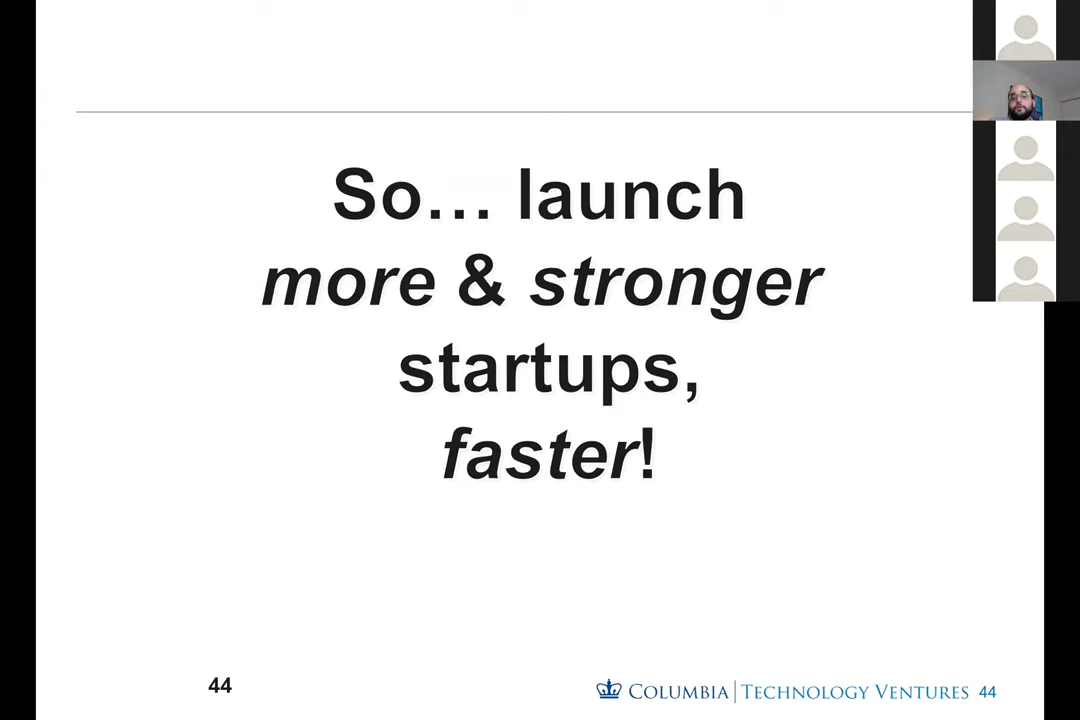 So… launch
more & stronger
startups,
faster!
44
COLUMBIA | TECHNOLOGY VENTURES 44